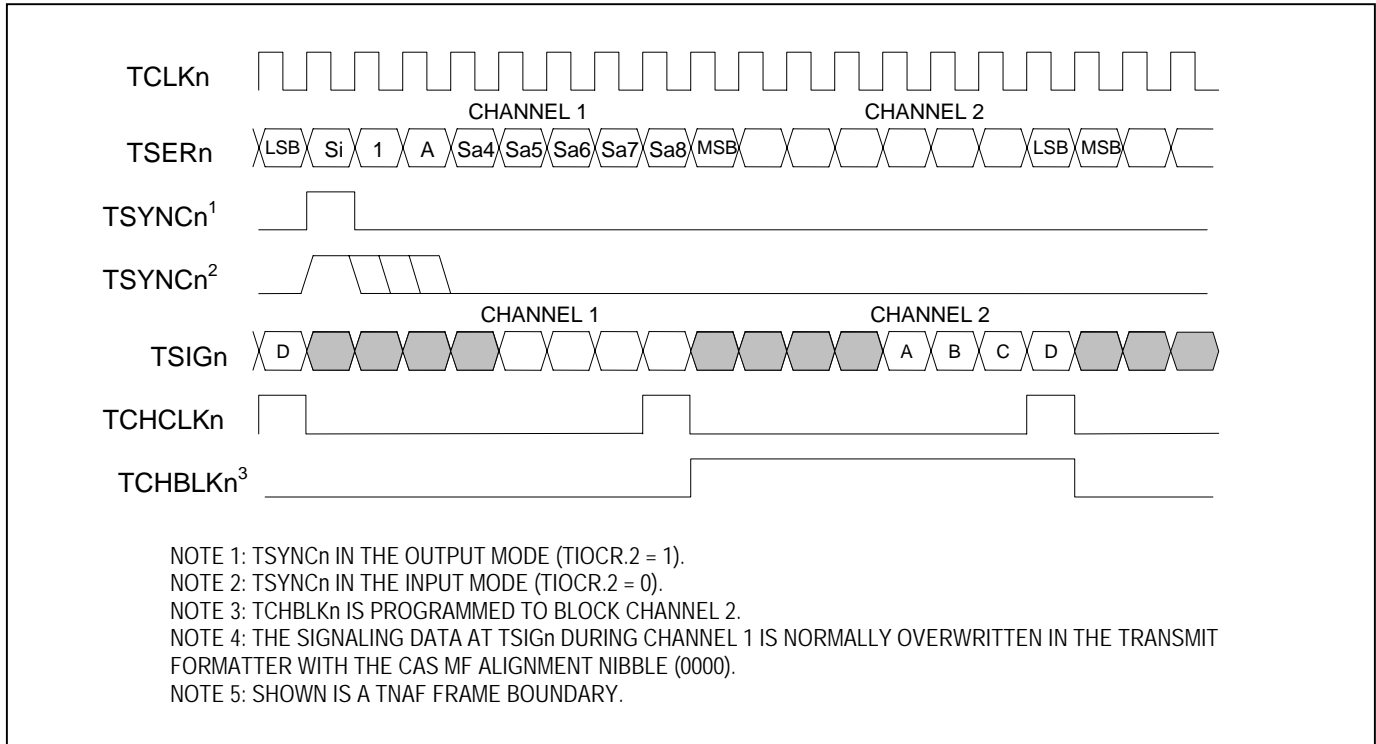 TCLKn
CHANNEL 1 CHANNEL 2
TSERn LSB Si 1 A Sa4 Sa5 Sa6 Sa7 Sa8 MSB LSB MSB
TSYNCn1
TSYNCn2
CHANNEL 1 CHANNEL 2
TSIGn D A B C D
TCHCLKn
TCHBLKn3
NOTE 1: TSYNCn IN THE OUTPUT MODE (TIOCR.2 = 1).
NOTE 2: TSYNCn IN THE INPUT MODE (TIOCR.2 = 0).
NOTE 3: TCHBLKn IS PROGRAMMED TO BLOCK CHANNEL 2.
NOTE 4: THE SIGNALING DATA AT TSIGn DURING CHANNEL 1 IS NORMALLY OVERWRITTEN IN THE TRANSMIT
FORMATTER WITH THE CAS MF ALIGNMENT NIBBLE (0000).
NOTE 5: SHOWN IS A TNAF FRAME BOUNDARY.